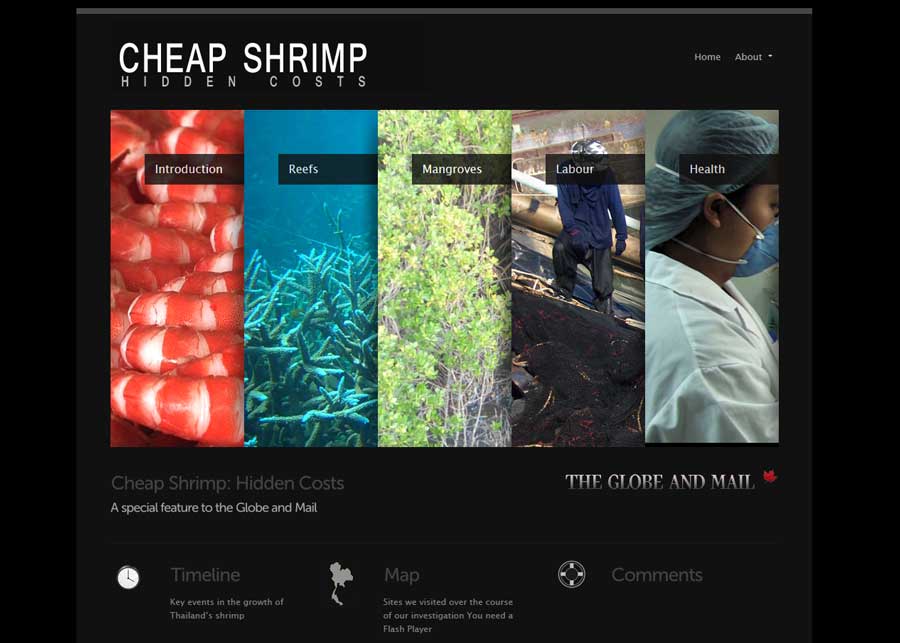 CHEAP SHRIMP
HIDDEN COSTS
Home About
Introduction
Reefs
Mangroves
Labour
Health
Cheap Shrimp: Hidden Costs
A special feature to the Globe and Mail
THE GLOBE AND MAIL
Timeline
Key events in the growth of
Thailand's shrimp
Map
Sites we visited over the course
of our investigation You need a
Flash Player
Comments